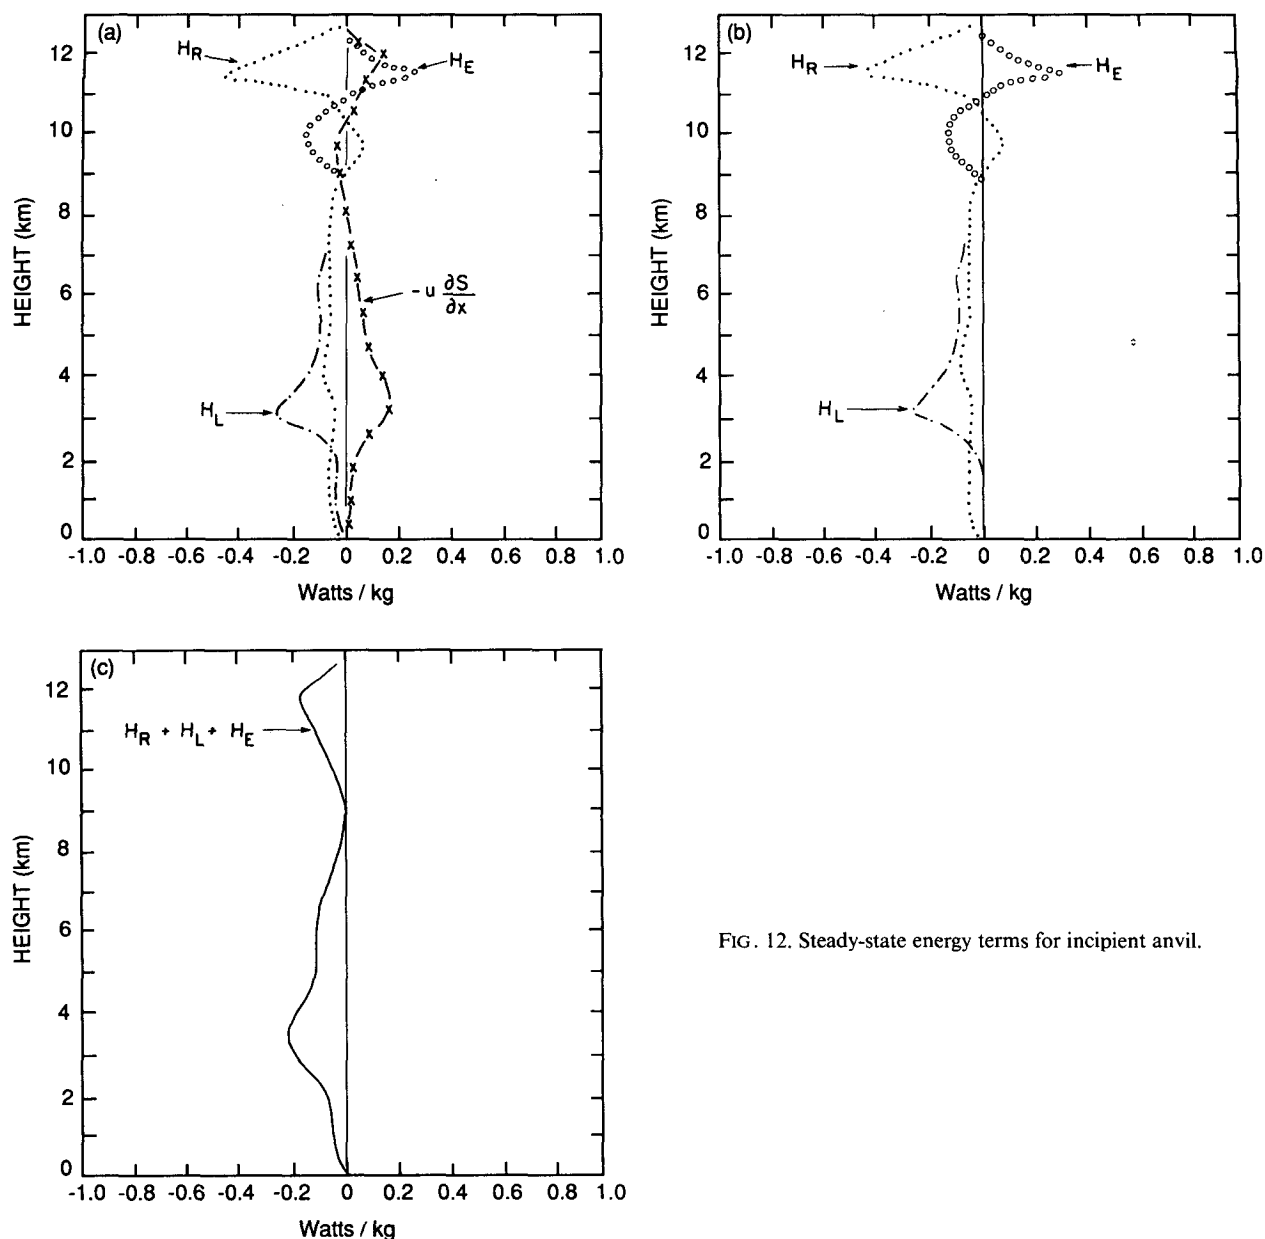 (a)
H_R
H_E
-u ∂S/∂x
H_L
HEIGHT (km)
12
10
8
6
4
2
0
-1.0 -0.8 -0.6 -0.4 -0.2 0 0.2 0.4 0.6 0.8 1.0
Watts / kg
(b)
H_R
H_E
H_L
HEIGHT (km)
12
10
8
6
4
2
0
-1.0 -0.8 -0.6 -0.4 -0.2 0 0.2 0.4 0.6 0.8 1.0
Watts / kg
(c)
H_R + H_L + H_E
HEIGHT (km)
12
10
8
6
4
2
0
-1.0 -0.8 -0.6 -0.4 -0.2 0 0.2 0.4 0.6 0.8 1.0
Watts / kg
FIG. 12. Steady-state energy terms for incipient anvil.